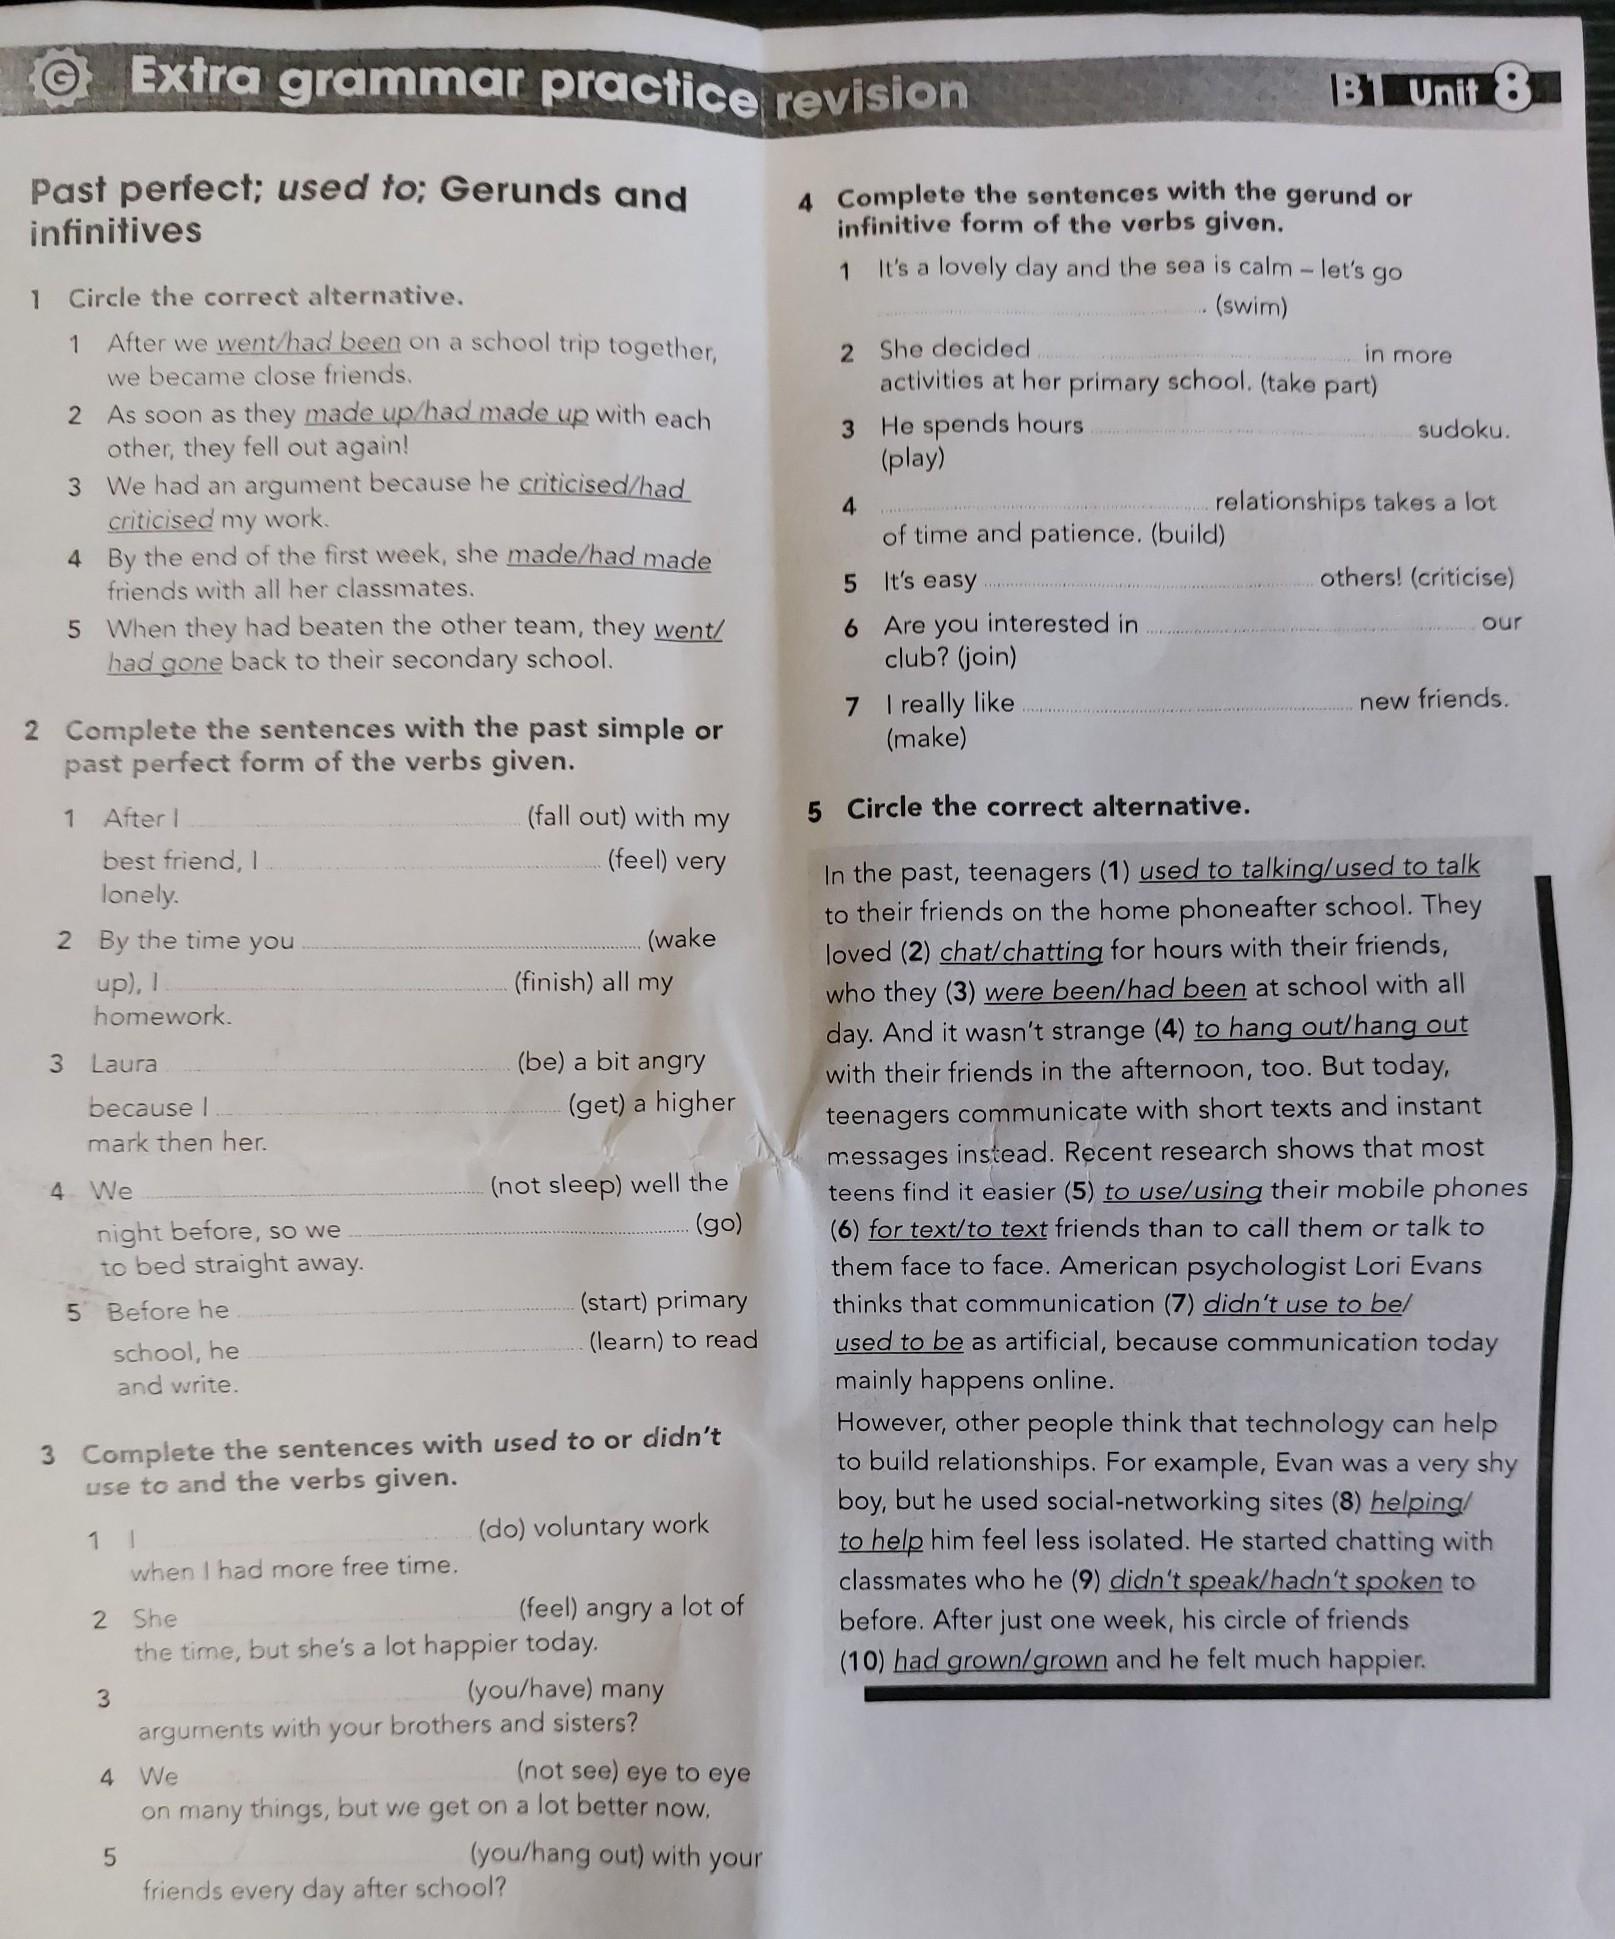 G Extra grammar practice revision B1 Unit 8
Past perfect; used to; Gerunds and
infinitives
1 Circle the correct alternative.
1 After we went/had been on a school trip together,
we became close friends.
2 As soon as they made up/had made up with each
other, they fell out again!
3 We had an argument because he criticised/had
criticised my work.
4 By the end of the first week, she made/had made
friends with all her classmates.
5 When they had beaten the other team, they went/
had gone back to their secondary school.
2 Complete the sentences with the past simple or
past perfect form of the verbs given.
1 After I (fall out) with my
best friend, I (feel) very
lonely.
2 By the time you (wake
up), I (finish) all my
homework.
3 Laura (be) a bit angry
because I (get) a higher
mark then her.
4 We (not sleep) well the
night before, so we (go)
to bed straight away.
5 Before he (start) primary
school, he (learn) to read
and write.
3 Complete the sentences with used to or didn't
use to and the verbs given.
1 I (do) voluntary work
when I had more free time.
2 She (feel) angry a lot of
the time, but she's a lot happier today.
3 (you/have) many
arguments with your brothers and sisters?
4 We (not see) eye to eye
on many things, but we get on a lot better now.
5 (you/hang out) with your
friends every day after school?
4 Complete the sentences with the gerund or
infinitive form of the verbs given.
1 It's a lovely day and the sea is calm – let's go
. (swim)
2 She decided in more
activities at her primary school. (take part)
3 He spends hours sudoku.
(play)
4 relationships takes a lot
of time and patience. (build)
5 It's easy others! (criticise)
6 Are you interested in our
club? (join)
7 I really like new friends.
(make)
5 Circle the correct alternative.
In the past, teenagers (1) used to talking/used to talk
to their friends on the home phoneafter school. They
loved (2) chat/chatting for hours with their friends,
who they (3) were been/had been at school with all
day. And it wasn't strange (4) to hang out/hang out
with their friends in the afternoon, too. But today,
teenagers communicate with short texts and instant
messages instead. Recent research shows that most
teens find it easier (5) to use/using their mobile phones
(6) for text/to text friends than to call them or talk to
them face to face. American psychologist Lori Evans
thinks that communication (7) didn't use to be/
used to be as artificial, because communication today
mainly happens online.
However, other people think that technology can help
to build relationships. For example, Evan was a very shy
boy, but he used social-networking sites (8) helping/
to help him feel less isolated. He started chatting with
classmates who he (9) didn't speak/hadn't spoken to
before. After just one week, his circle of friends
(10) had grown/grown and he felt much happier.